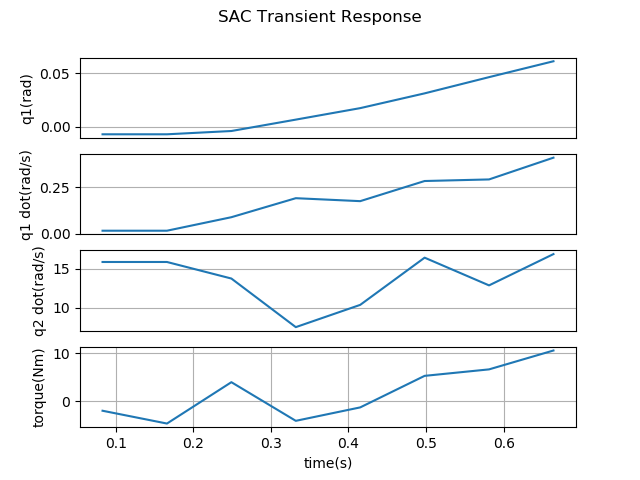 SAC Transient Response
0.05
0.00
q1(rad)
0.25
0.00
q1 dot(rad/s)
15
10
q2 dot(rad/s)
10
0
torque(Nm)
0.1 0.2 0.3 0.4 0.5 0.6
time(s)